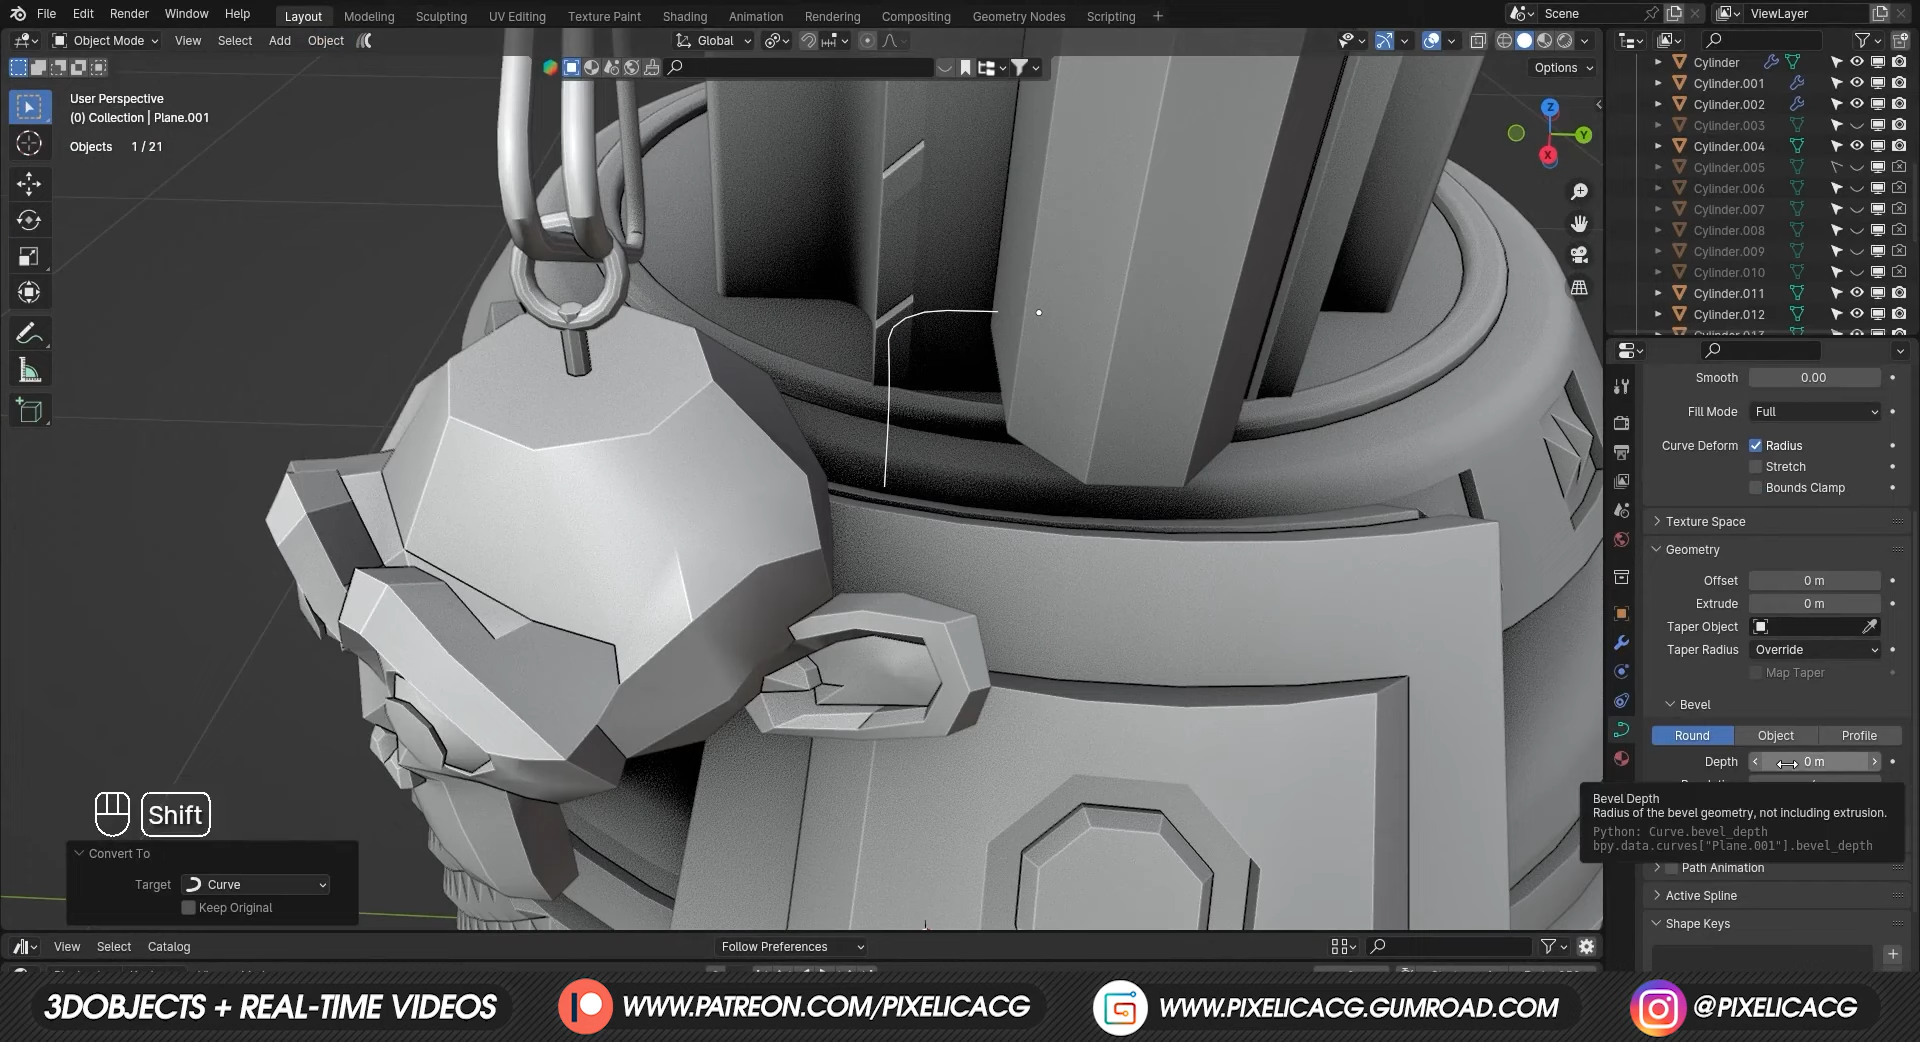 File Edit Render Window Help
Layout Modeling Sculpting UV Editing Texture Paint Shading Animation Rendering Compositing Geometry Nodes Scripting +
Scene ViewLayer
Object Mode View Select Add Object
Global
Options
User Perspective
(0) Collection | Plane.001
Objects 1 / 21
Z
Y
X
Cylinder
Cylinder.001
Cylinder.002
Cylinder.003
Cylinder.004
Cylinder.005
Cylinder.006
Cylinder.007
Cylinder.008
Cylinder.009
Cylinder.010
Cylinder.011
Cylinder.012
Smooth 0.00
Fill Mode Full
Curve Deform Radius
Stretch
Bounds Clamp
Texture Space
Geometry
Offset 0 m
Extrude 0 m
Taper Object
Taper Radius Override
Map Taper
Bevel
Round Object Profile
Depth 0 m
Bevel Depth
Radius of the bevel geometry, not including extrusion.
Python: Curve.bevel_depth
bpy.data.curves["Plane.001"].bevel_depth
Path Animation
Active Spline
Shape Keys
Shift
Convert To
Target Curve
Keep Original
View Select Catalog
Follow Preferences
3DOBJECTS + REAL-TIME VIDEOS
WWW.PATREON.COM/PIXELICACG
WWW.PIXELICACG.GUMROAD.COM
@PIXELICACG